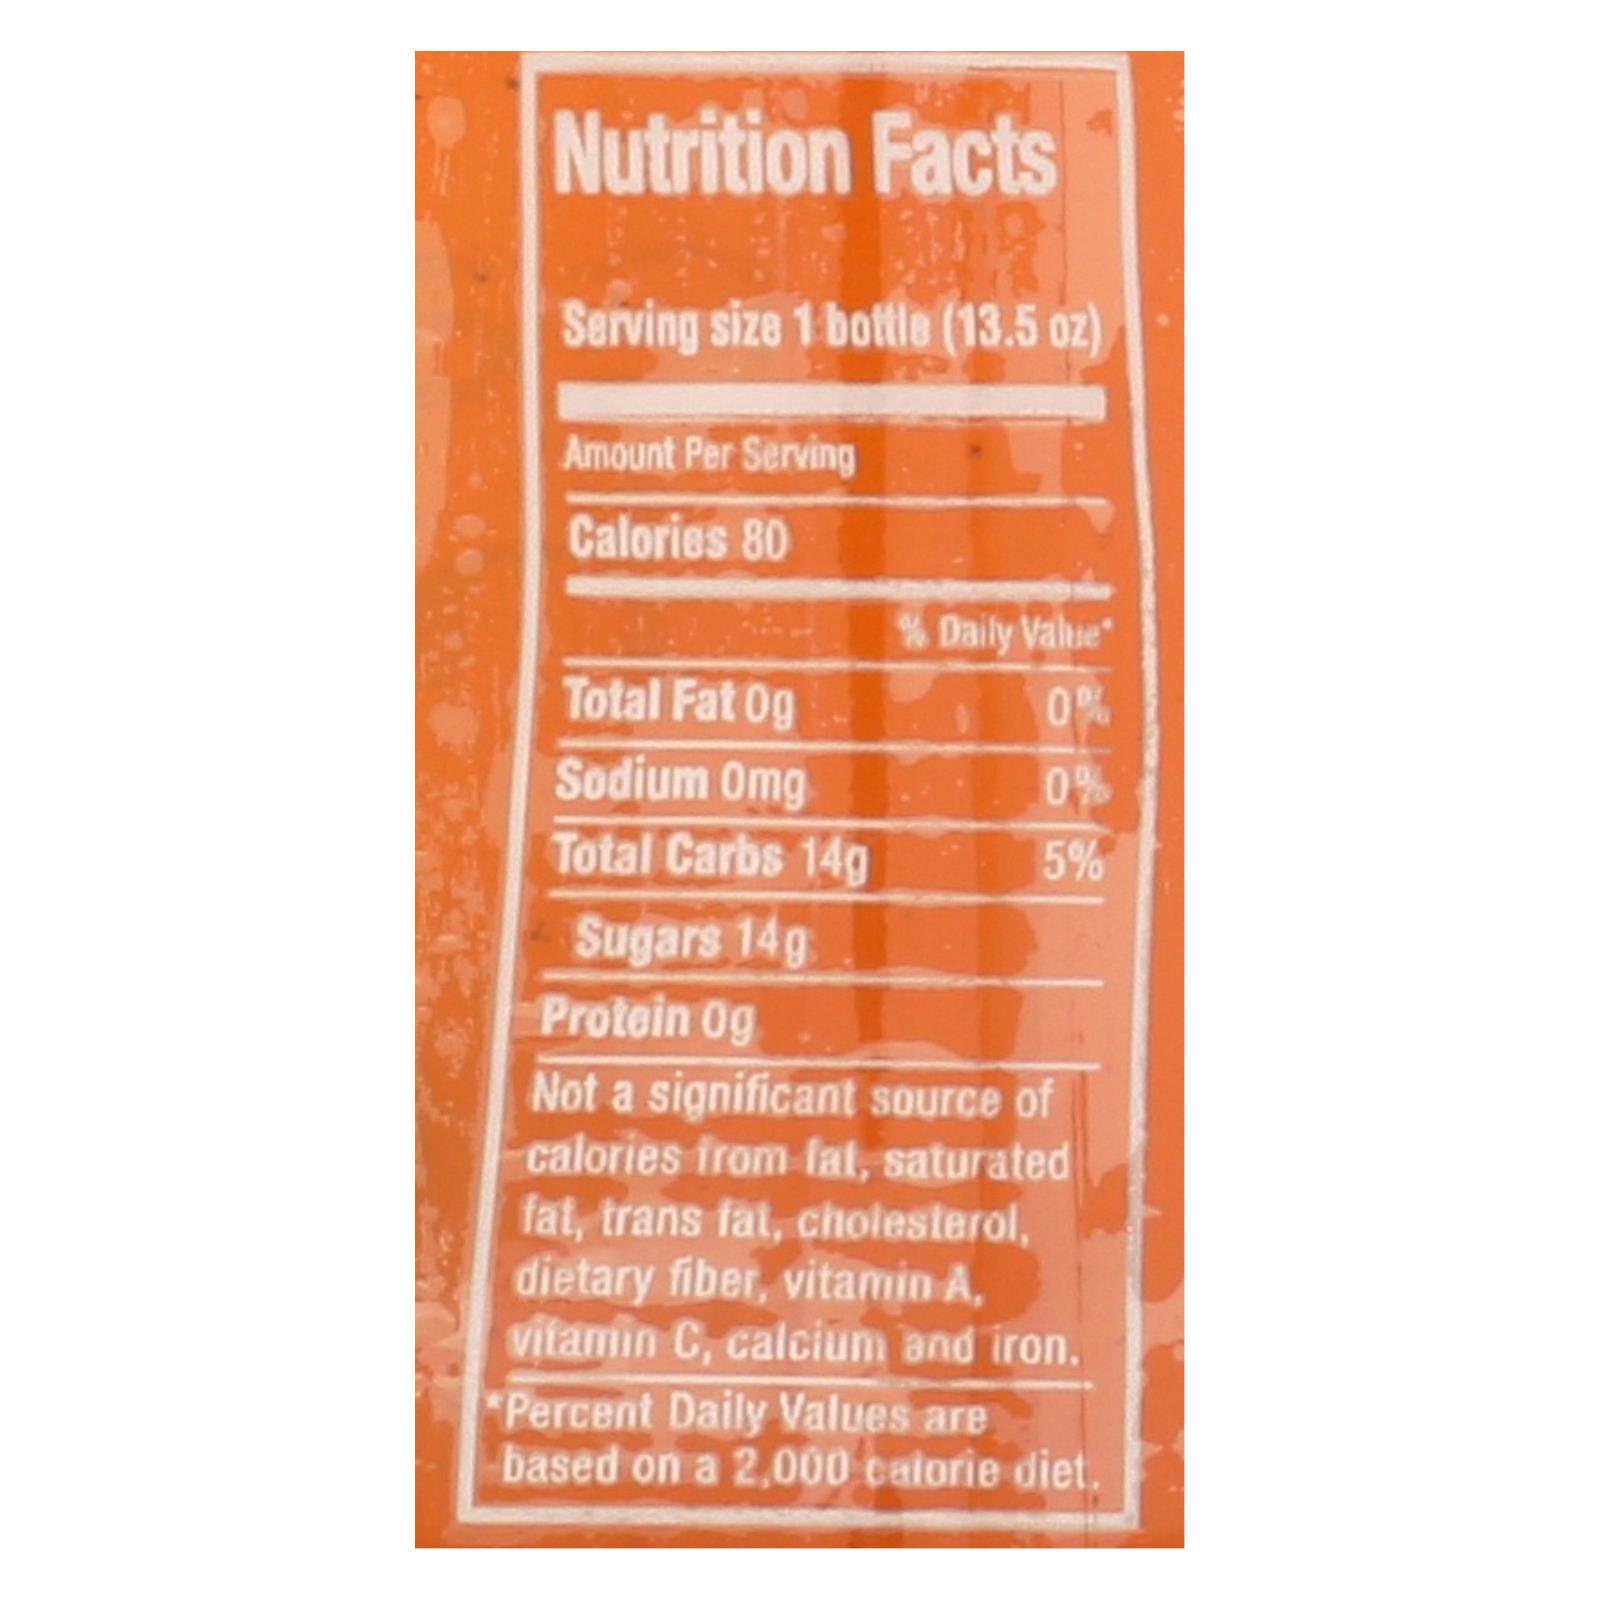 Nutrition Facts
Serving size 1 bottle (13.5 oz)
Amount Per Serving
Calories 80
% Daily Value*
Total Fat 0g 0%
Sodium 0mg 0%
Total Carbs 14g 5%
Sugars 14g
Protein 0g
Not a significant source of
calories from fat, saturated
fat, trans fat, cholesterol,
dietary fiber, vitamin A,
vitamin C, calcium and iron.
*Percent Daily Values are
based on a 2,000 calorie diet.